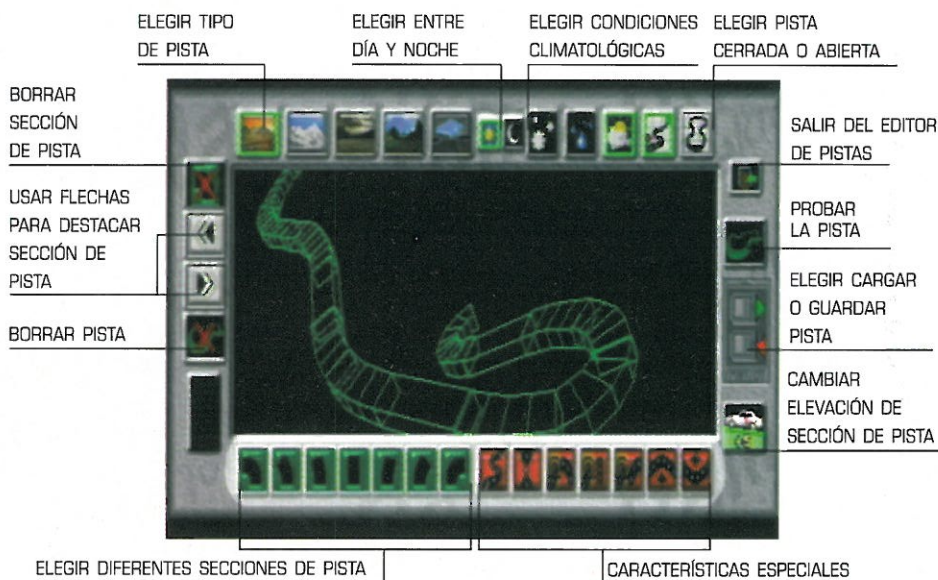 ELEGIR TIPO
DE PISTA
ELEGIR ENTRE
DÍA Y NOCHE
ELEGIR CONDICIONES
CLIMATOLÓGICAS
ELEGIR PISTA
CERRADA O ABIERTA
BORRAR
SECCIÓN
DE PISTA
USAR FLECHAS
PARA DESTACAR
SECCIÓN DE
PISTA
BORRAR PISTA
SALIR DEL EDITOR
DE PISTAS
PROBAR
LA PISTA
ELEGIR CARGAR
O GUARDAR
PISTA
CAMBIAR
ELEVACIÓN DE
SECCIÓN DE PISTA
ELEGIR DIFERENTES SECCIONES DE PISTA
CARACTERÍSTICAS ESPECIALES